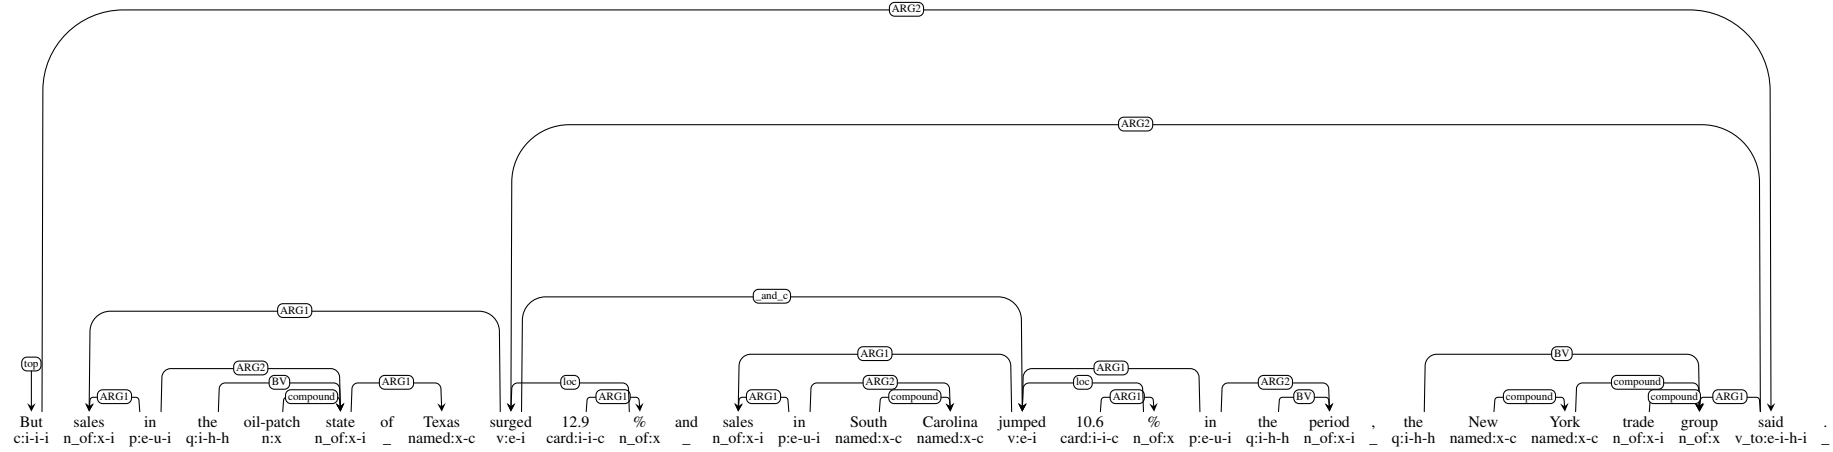 ARG2
ARG2
_and_c
ARG1
ARG1 BV
top ARG2 ARG1
BV ARG1 loc ARG2 loc ARG2 compound
ARG1 compound ARG1 ARG1 compound ARG1 BV compound compound ARG1
But sales in the oil-patch state of Texas surged 12.9 % and sales in South Carolina jumped 10.6 % in the period , the New York trade group said .
c:i-i-i n_of:x-i p:e-u-i q:i-h-h n:x n_of:x-i _ named:x-c v:e-i card:i-i-c n_of:x _ n_of:x-i p:e-u-i named:x-c named:x-c v:e-i card:i-i-c n_of:x p:e-u-i q:i-h-h n_of:x-i _ q:i-h-h named:x-c named:x-c n_of:x-i n_of:x v_to:e-i-h-i _